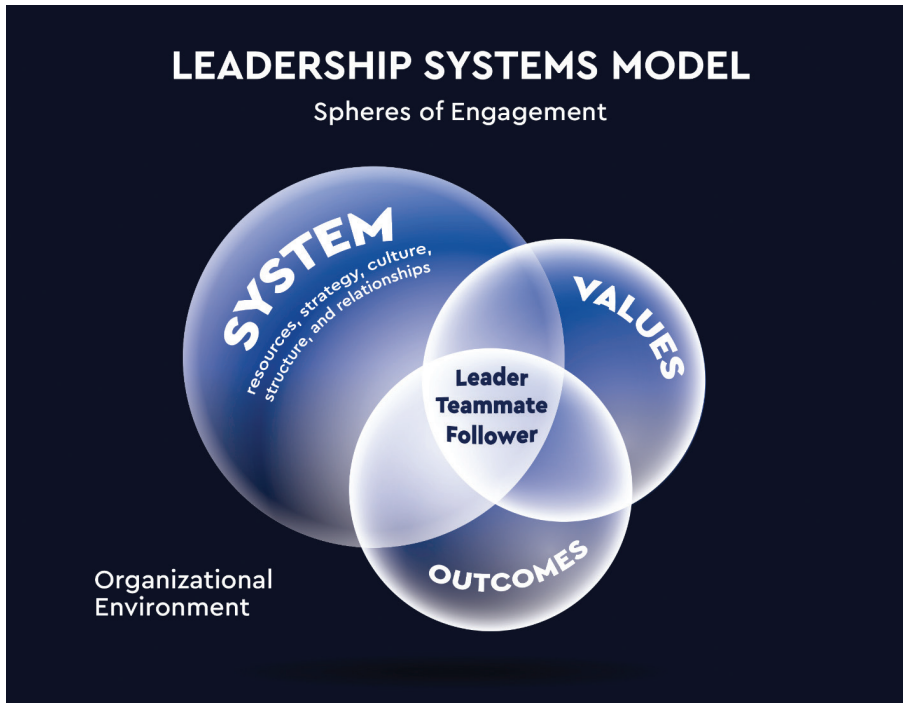 LEADERSHIP SYSTEMS MODEL
Spheres of Engagement
SYSTEM
resources, strategy, culture,
structure, and relationships
VALUES
Leader
Teammate
Follower
OUTCOMES
Organizational
Environment